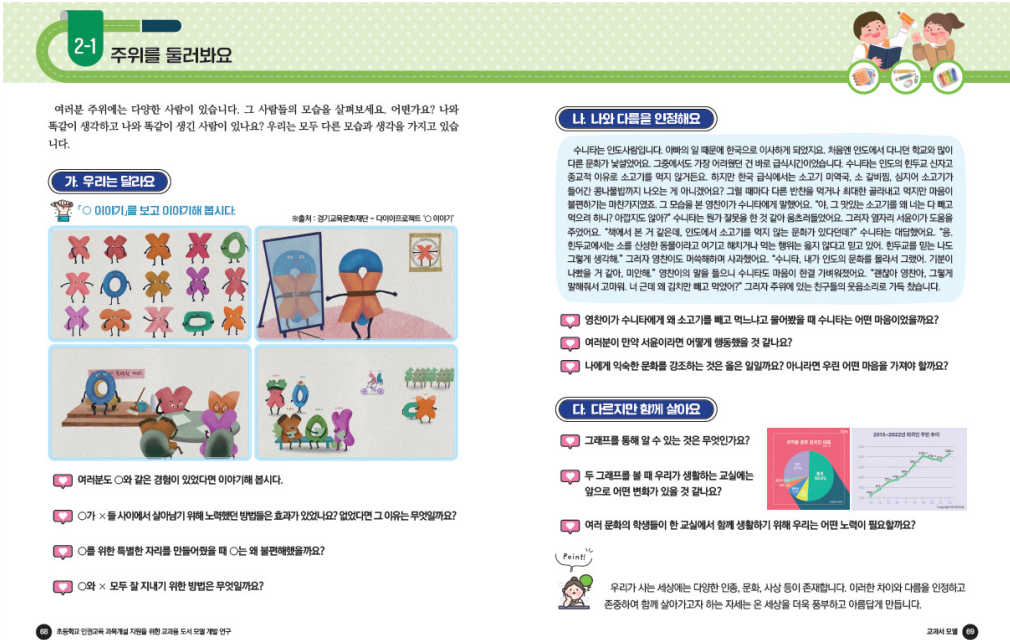 2-1 주위를 둘러봐요
여러분 주위에는 다양한 사람이 있습니다. 그 사람들의 모습을 살펴보세요. 어떤가요? 나와
똑같이 생각하고 나와 똑같이 생긴 사람이 있나요? 우리는 모두 다른 모습과 생각을 가지고 있습
니다.
가. 우리는 달라요
「○ 이야기」를 보고 이야기해 봅시다.
※출처 : 경기교육문화재단 - 다이아프로젝트 '○ 이야기'
여러분도 ○와 같은 경험이 있었다면 이야기해 봅시다.
○가 ×들 사이에서 살아남기 위해 노력했던 방법들은 효과가 있었나요? 없었다면 그 이유는 무엇일까요?
○를 위한 특별한 자리를 만들어줬을 때 ○는 왜 불편해했을까요?
○와 × 모두 잘 지내기 위한 방법은 무엇일까요?
68 초등학교 인권교육 과목개설 지원을 위한 교과용 도서 모델 개발 연구
나. 나와 다름을 인정해요
수니타는 인도사람입니다. 아빠의 일 때문에 한국으로 이사하게 되었지요. 처음엔 인도에서 다니던 학교와 많이
다른 문화가 낯설었어요. 그중에서도 가장 어려웠던 건 바로 급식시간이었습니다. 수니타는 인도의 힌두교 신자고
종교적 이유로 소고기를 먹지 않거든요. 하지만 한국 급식에서는 소고기 미역국, 소 갈비찜, 심지어 소고기가
들어간 콩나물밥까지 나오는 게 아니겠어요? 그럴 때마다 다른 반찬을 먹거나 최대한 골라내고 먹지만 마음이
불편하기는 마찬가지였죠. 그 모습을 본 영찬이가 수니타에게 말했어요. "야, 그 맛있는 소고기를 왜 너는 다 빼고
먹으려 하니? 아깝지도 않아?" 수니타는 뭔가 잘못을 한 것 같아 움츠러들었어요. 그러자 옆자리 서윤이가 도움을
주었어요. "책에서 본 거 같은데, 인도에서 소고기를 먹지 않는 문화가 있다던데?" 수니타는 대답했어요. "응.
힌두교에서는 소를 신성한 동물이라고 여기고 해치거나 먹는 행위는 옳지 않다고 믿고 있어. 힌두교를 믿는 나도
그렇게 생각해." 그러자 영찬이도 머쓱해하며 사과했어요. "수니타, 내가 인도의 문화를 몰라서 그랬어. 기분이
나빴을 거 같아, 미안해." 영찬이의 말을 들으니 수니타도 마음이 한결 가벼워졌어요. "괜찮아 영찬아, 그렇게
말해줘서 고마워. 너 근데 왜 김치만 빼고 먹었어?" 그러자 주위에 있는 친구들의 웃음소리로 가득 찼습니다.
영찬이가 수니타에게 왜 소고기를 빼고 먹느냐고 물어봤을 때 수니타는 어떤 마음이었을까요?
여러분이 만약 서윤이라면 어떻게 행동했을 것 같나요?
나에게 익숙한 문화를 강조하는 것은 옳은 일일까요? 아니라면 우린 어떤 마음을 가져야 할까요?
다. 다르지만 함께 살아요
그래프를 통해 알 수 있는 것은 무엇인가요?
두 그래프를 볼 때 우리가 생활하는 교실에는
앞으로 어떤 변화가 있을 것 같나요?
2013~2022년 외국인 주민 추이
여러 문화의 학생들이 한 교실에서 함께 생활하기 위해 우리는 어떤 노력이 필요할까요?
Point!
우리가 사는 세상에는 다양한 인종, 문화, 사상 등이 존재합니다. 이러한 차이와 다름을 인정하고
존중하여 함께 살아가고자 하는 자세는 온 세상을 더욱 풍부하고 아름답게 만듭니다.
교과서 모델 69